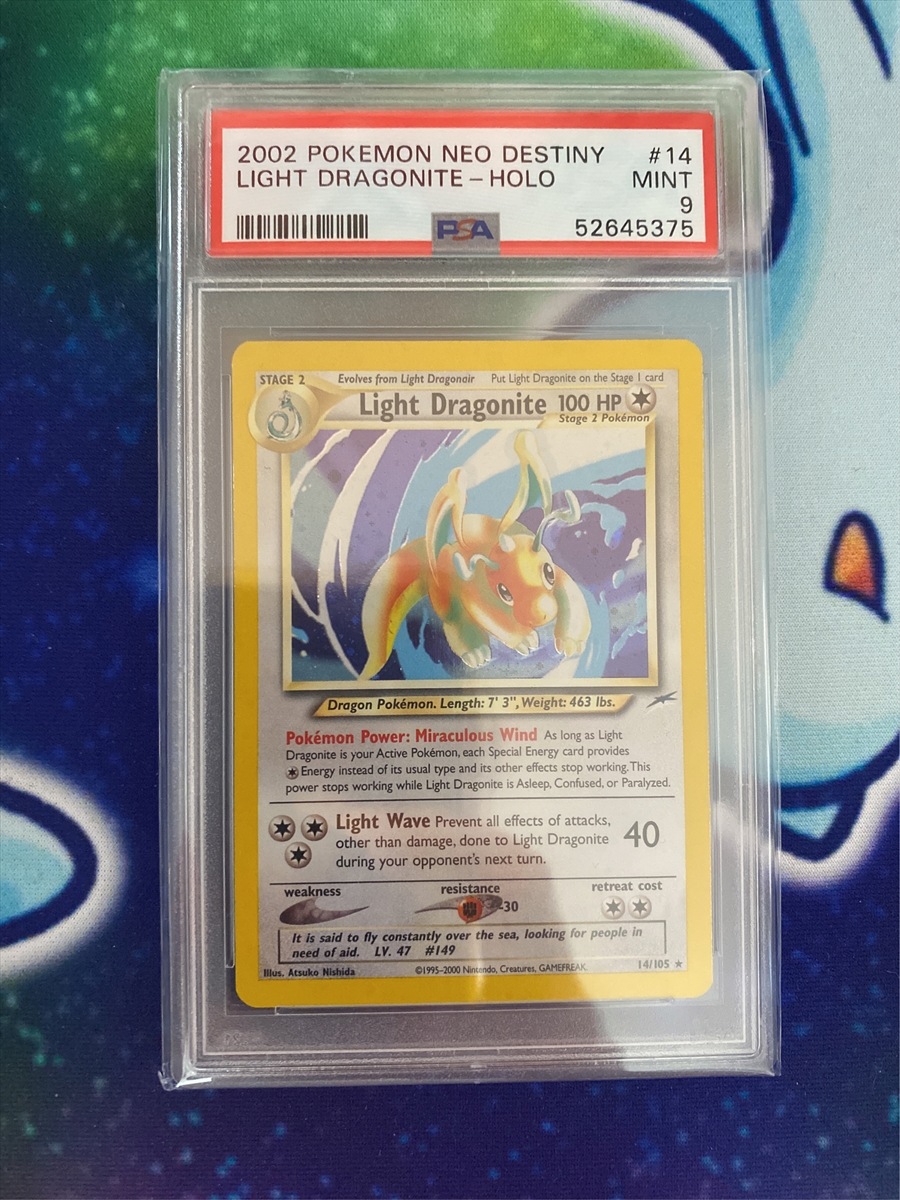 2002 POKEMON NEO DESTINY #14
LIGHT DRAGONITE - HOLO MINT
9
PSA 52645375
STAGE 2 Evolves from Light Dragonair Put Light Dragonite on the Stage 1 card
Light Dragonite 100 HP
Stage 2 Pokémon
Dragon Pokémon. Length: 7' 3", Weight: 463 lbs.
Pokémon Power: Miraculous Wind As long as Light
Dragonite is your Active Pokémon, each Special Energy card provides
Energy instead of its usual type and its other effects stop working. This
power stops working while Light Dragonite is Asleep, Confused, or Paralyzed.
Light Wave Prevent all effects of attacks,
other than damage, done to Light Dragonite 40
during your opponent's next turn.
weakness resistance retreat cost
-30
It is said to fly constantly over the sea, looking for people in
need of aid. LV. 47 #149
Illus. Atsuko Nishida ©1995-2000 Nintendo, Creatures, GAMEFREAK. 14/105 ★